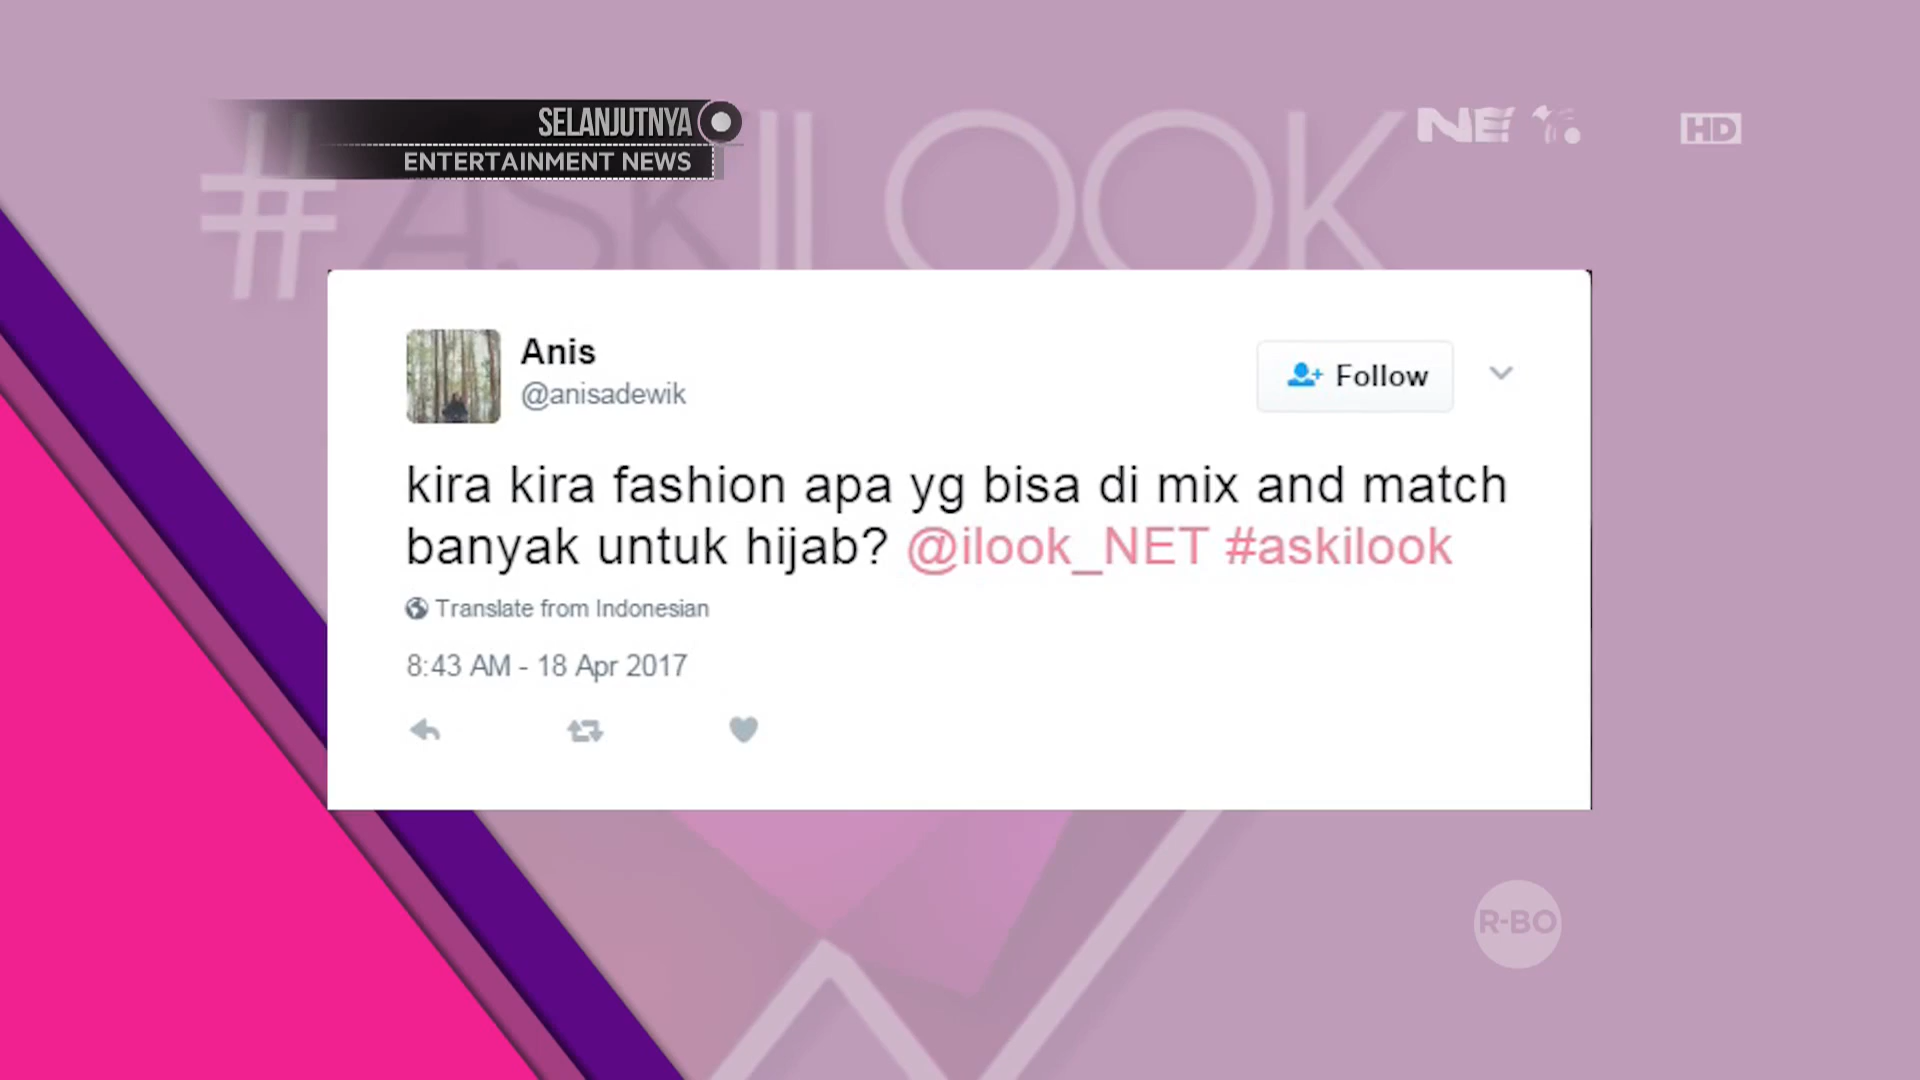 SELANJUTNYA
ENTERTAINMENT NEWS
HD
#ASKILOOK
Anis
@anisadewik
Follow
kira kira fashion apa yg bisa di mix and match
banyak untuk hijab? @ilook_NET #askilook
Translate from Indonesian
8:43 AM - 18 Apr 2017
R-BO